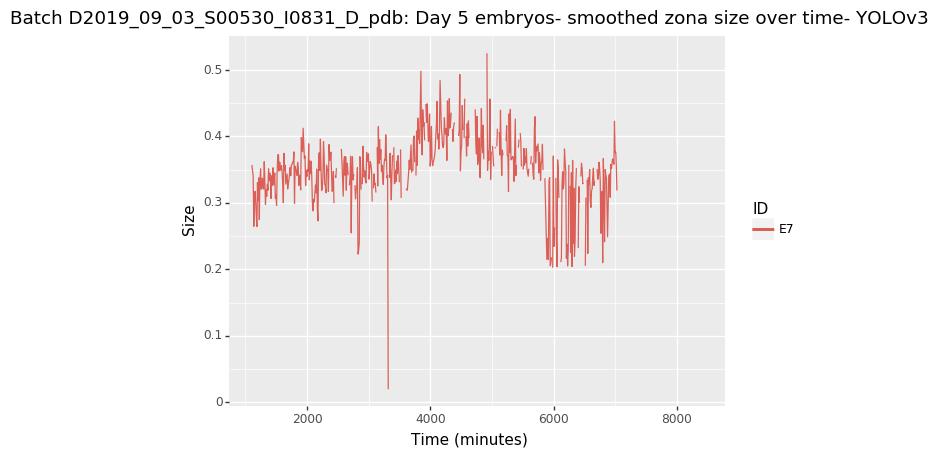 Batch D2019_09_03_S00530_I0831_D_pdb: Day 5 embryos- smoothed zona size over time- YOLOv3
0.5
0.4
0.3
0.2
0.1
0
Size
2000
4000
6000
8000
Time (minutes)
ID
E7